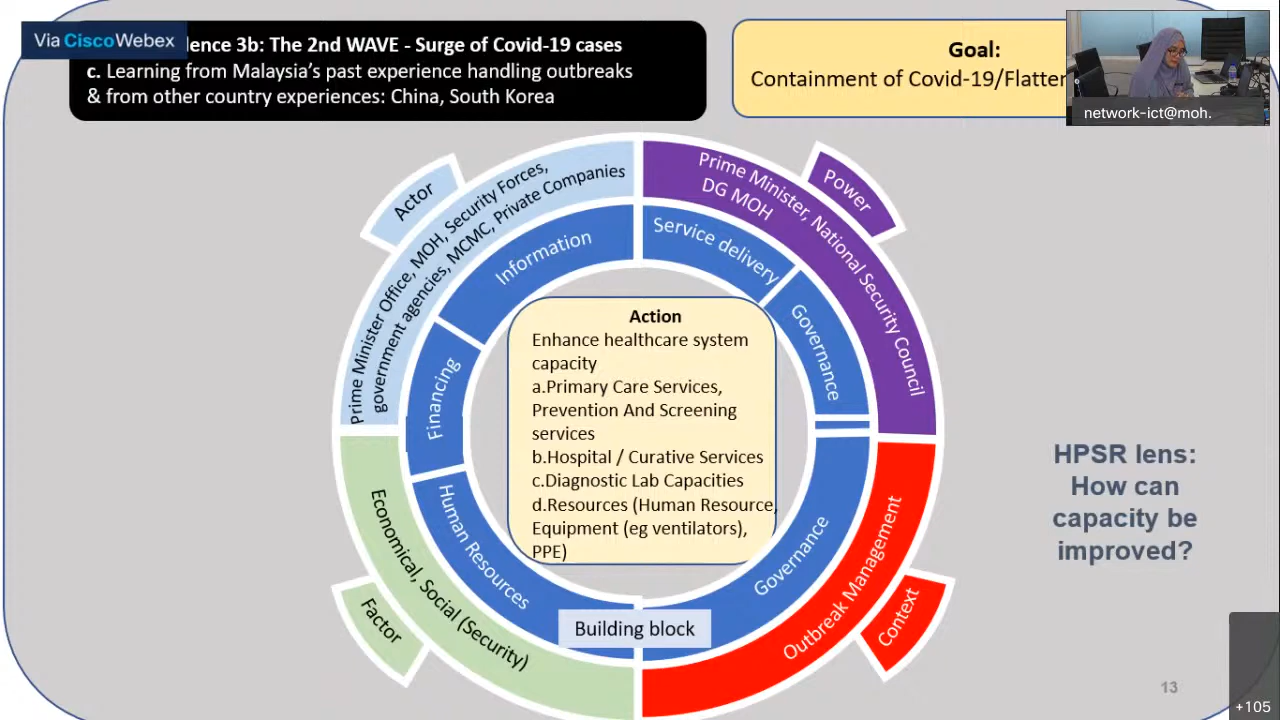 Via Cisco Webex
lence 3b: The 2nd WAVE - Surge of Covid-19 cases
c. Learning from Malaysia's past experience handling outbreaks
& from other country experiences: China, South Korea
Goal:
Containment of Covid-19/Flatten
network-ict@moh.
Actor
Prime Minister Office, MOH, Security Forces,
government agencies, MCMC, Private Companies
Power
Prime Minister, National Security Council
DG MOH
Information
Service delivery
Governance
Financing
Human Resources
Governance
Building block
Action
Enhance healthcare system
capacity
a.Primary Care Services,
Prevention And Screening
services
b.Hospital / Curative Services
c.Diagnostic Lab Capacities
d.Resources (Human Resource,
Equipment (eg ventilators),
PPE)
Economical, Social (Security)
Factor
Outbreak Management
Context
HPSR lens:
How can
capacity be
improved?
13
+105